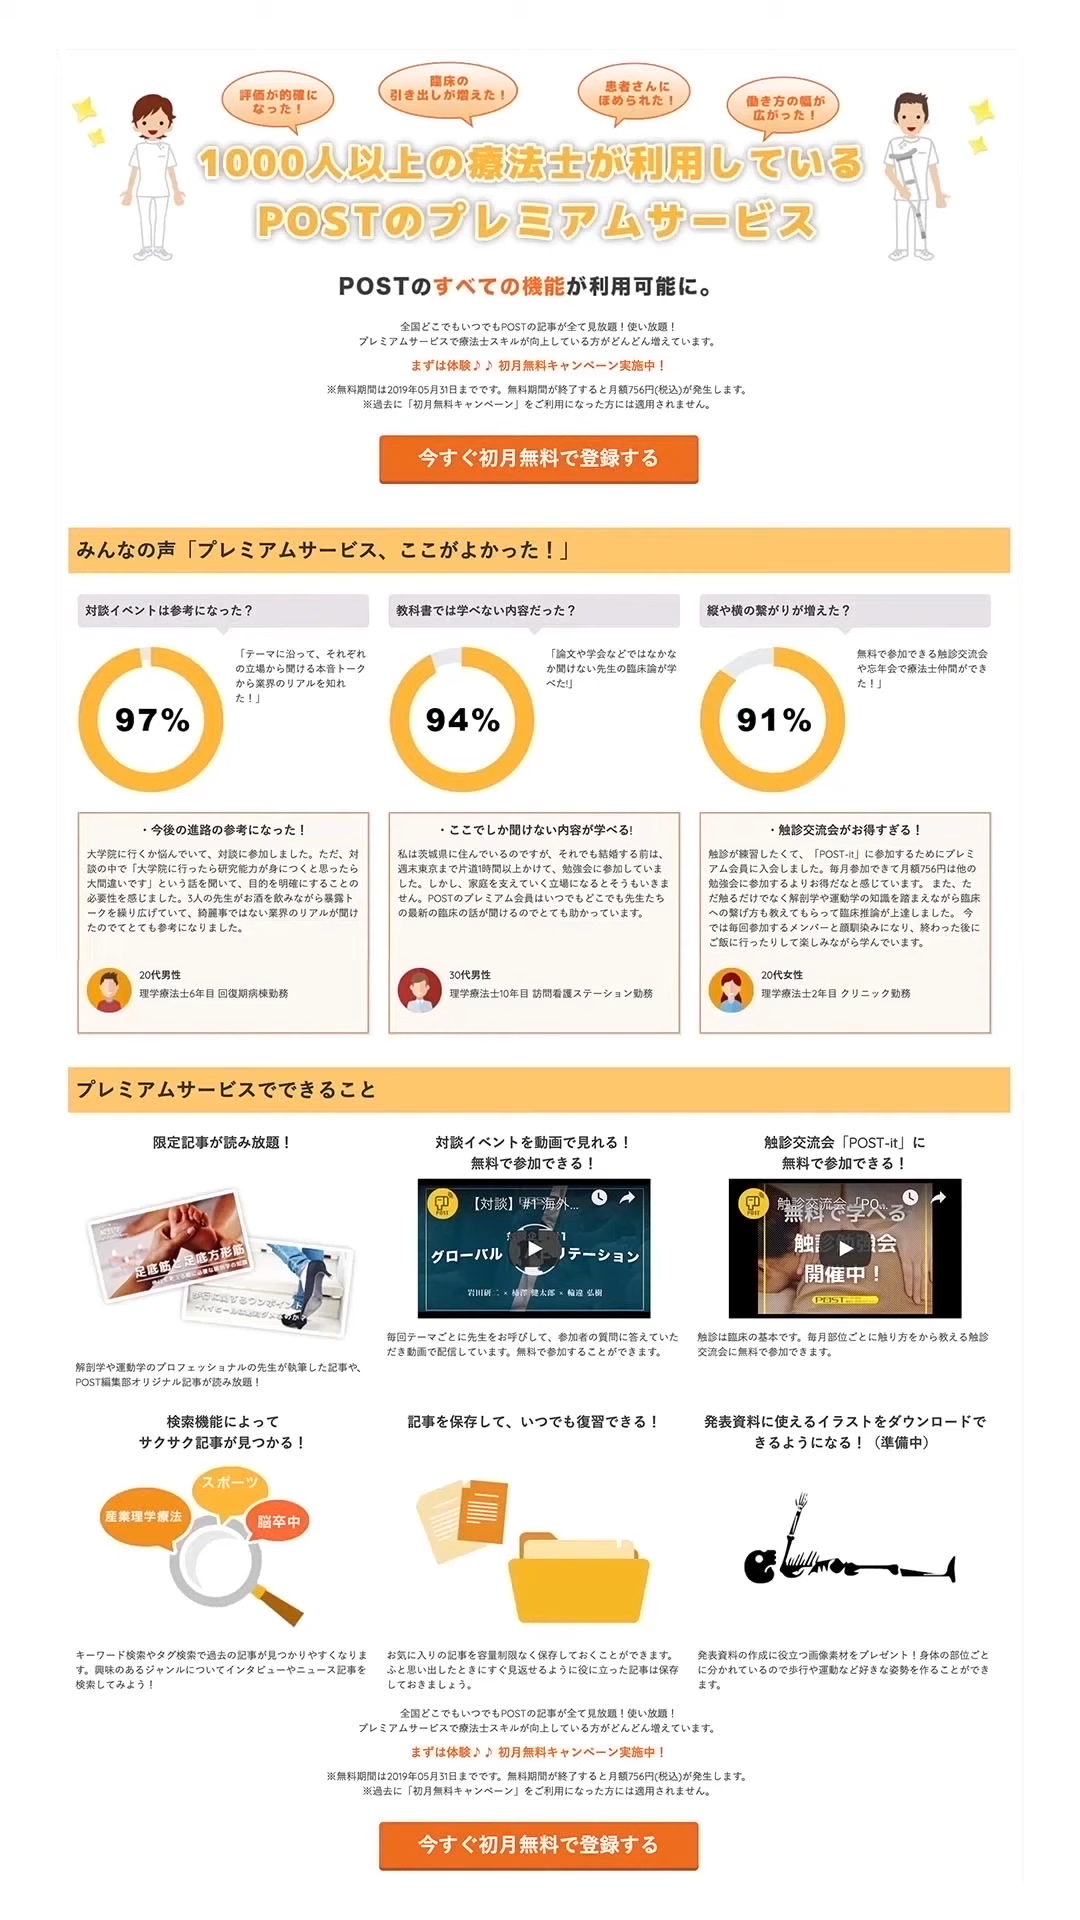 評価が的確に
なった！
臨床の
引き出しが増えた！
患者さんに
ほめられた！
働き方の幅が
広がった！
1000人以上の療法士が利用している
POSTのプレミアムサービス
POSTのすべての機能が利用可能に。
全国どこでもいつでもPOSTの記事が全て見放題！使い放題！
プレミアムサービスで療法士スキルが向上している方がどんどん増えています。
まずは体験♪♪ 初月無料キャンペーン実施中！
※無料期間は2019年05月31日までです。無料期間が終了すると月額756円(税込)が発生します。
※過去に「初月無料キャンペーン」をご利用になった方には適用されません。
今すぐ初月無料で登録する
みんなの声「プレミアムサービス、ここがよかった！」
対談イベントは参考になった？
97%
「テーマに沿って、それぞれ
の立場から聞ける本音トーク
から業界のリアルを知れ
た！」
教科書では学べない内容だった？
94%
「論文や学会などではなかな
か聞けない先生の臨床論が学
べた!」
縦や横の繋がりが増えた？
91%
無料で参加できる触診交流会
や忘年会で療法士仲間ができ
た！」
・今後の進路の参考になった！
大学院に行くか悩んでいて、対談に参加しました。ただ、対
談の中で「大学院に行ったら研究能力が身につくと思ったら
大間違いです」という話を聞いて、目的を明確にすることの
必要性を感じました。3人の先生がお酒を飲みながら暴露ト
ークを繰り広げていて、綺麗事ではない業界のリアルが聞け
たのでとても参考になりました。
20代男性
理学療法士6年目 回復期病棟勤務
・ここでしか聞けない内容が学べる!
私は茨城県に住んでいるのですが、それでも結婚する前は、
週末東京まで片道1時間以上かけて、勉強会に参加していま
した。しかし、家庭を支えていく立場になるとそうもいきま
せん。POSTのプレミアム会員はいつでもどこでも先生たち
の最新の臨床の話が聞けるのでとても助かっています。
30代男性
理学療法士10年目 訪問看護ステーション勤務
・触診交流会がお得すぎる！
触診が練習したくて、「POST-it」に参加するためにプレミ
アム会員に入会しました。毎月参加できて月額756円は他の
勉強会に参加するよりお得だなと感じています。 また、た
だ触るだけでなく解剖学や運動学の知識を踏まえながら臨床
への繋げ方も教えてもらって臨床推論が上達しました。 今
では毎回参加するメンバーと顔馴染みになり、終わった後に
ご飯に行ったりして楽しみながら学んでいます。
20代女性
理学療法士2年目 クリニック勤務
プレミアムサービスでできること
限定記事が読み放題！
足底筋と足底方形筋
歩行に関するワンポイント
解剖学や運動学のプロフェッショナルの先生が執筆した記事や、
POST編集部オリジナル記事が読み放題！
対談イベントを動画で見れる！
無料で参加できる！
POST
【対談】#1 海外...
グローバル リテーション
岩田研二 × 柿澤健太郎 × 輪違弘樹
毎回テーマごとに先生をお呼びして、参加者の質問に答えていた
だき動画で配信しています。無料で参加することができます。
触診交流会「POST-it」に
無料で参加できる！
POST
触診交流会「PO...
無料で学べる
触診勉強会
開催中！
POST
触診は臨床の基本です。毎月部位ごとに触り方をから教える触診
交流会に無料で参加できます。
検索機能によって
サクサク記事が見つかる！
産業理学療法
スポーツ
脳卒中
キーワード検索やタグ検索で過去の記事が見つかりやすくなりま
す。興味のあるジャンルについてインタビューやニュース記事を
検索してみよう！
記事を保存して、いつでも復習できる！
お気に入りの記事を容量制限なく保存しておくことができます。
ふと思い出したときにすぐ見返せるように役に立った記事は保存
しておきましょう。
発表資料に使えるイラストをダウンロードで
きるようになる！（準備中）
発表資料の作成に役立つ画像素材をプレゼント！身体の部位ごと
に分かれているので歩行や運動など好きな姿勢を作ることができ
ます。
全国どこでもいつでもPOSTの記事が全て見放題！使い放題！
プレミアムサービスで療法士スキルが向上している方がどんどん増えています。
まずは体験♪♪ 初月無料キャンペーン実施中！
※無料期間は2019年05月31日までです。無料期間が終了すると月額756円(税込)が発生します。
※過去に「初月無料キャンペーン」をご利用になった方には適用されません。
今すぐ初月無料で登録する